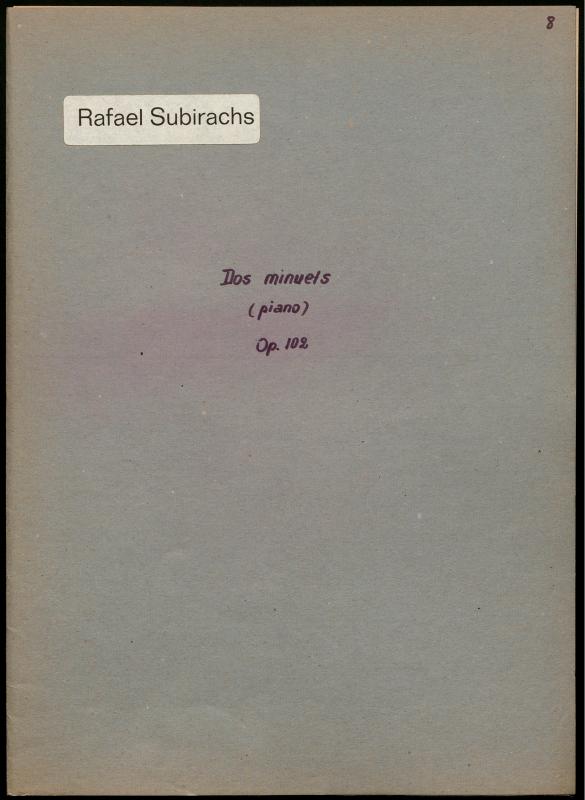 8
Rafael Subirachs
Dos minuets
(piano)
Op. 102